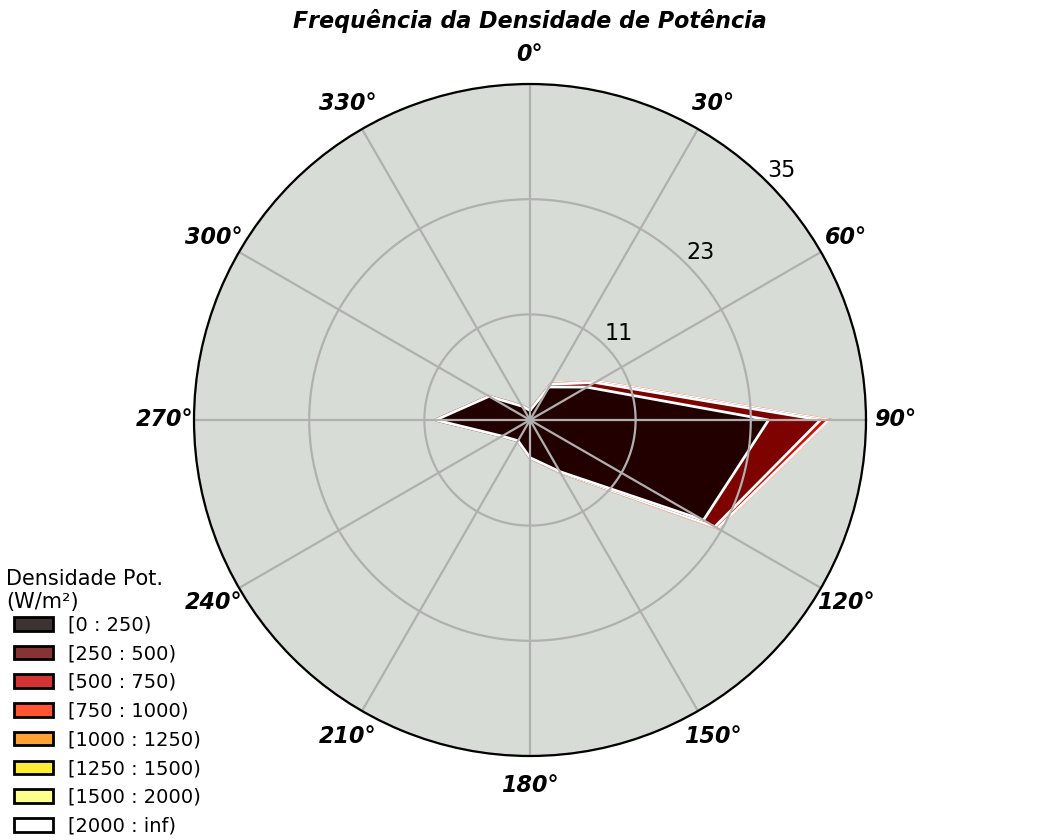 Frequência da Densidade de Potência
0°
330°
30°
35
300°
60°
23
11
270°
90°
240°
120°
210°
150°
180°
Densidade Pot.
(W/m²)
[0 : 250)
[250 : 500)
[500 : 750)
[750 : 1000)
[1000 : 1250)
[1250 : 1500)
[1500 : 2000)
[2000 : inf)